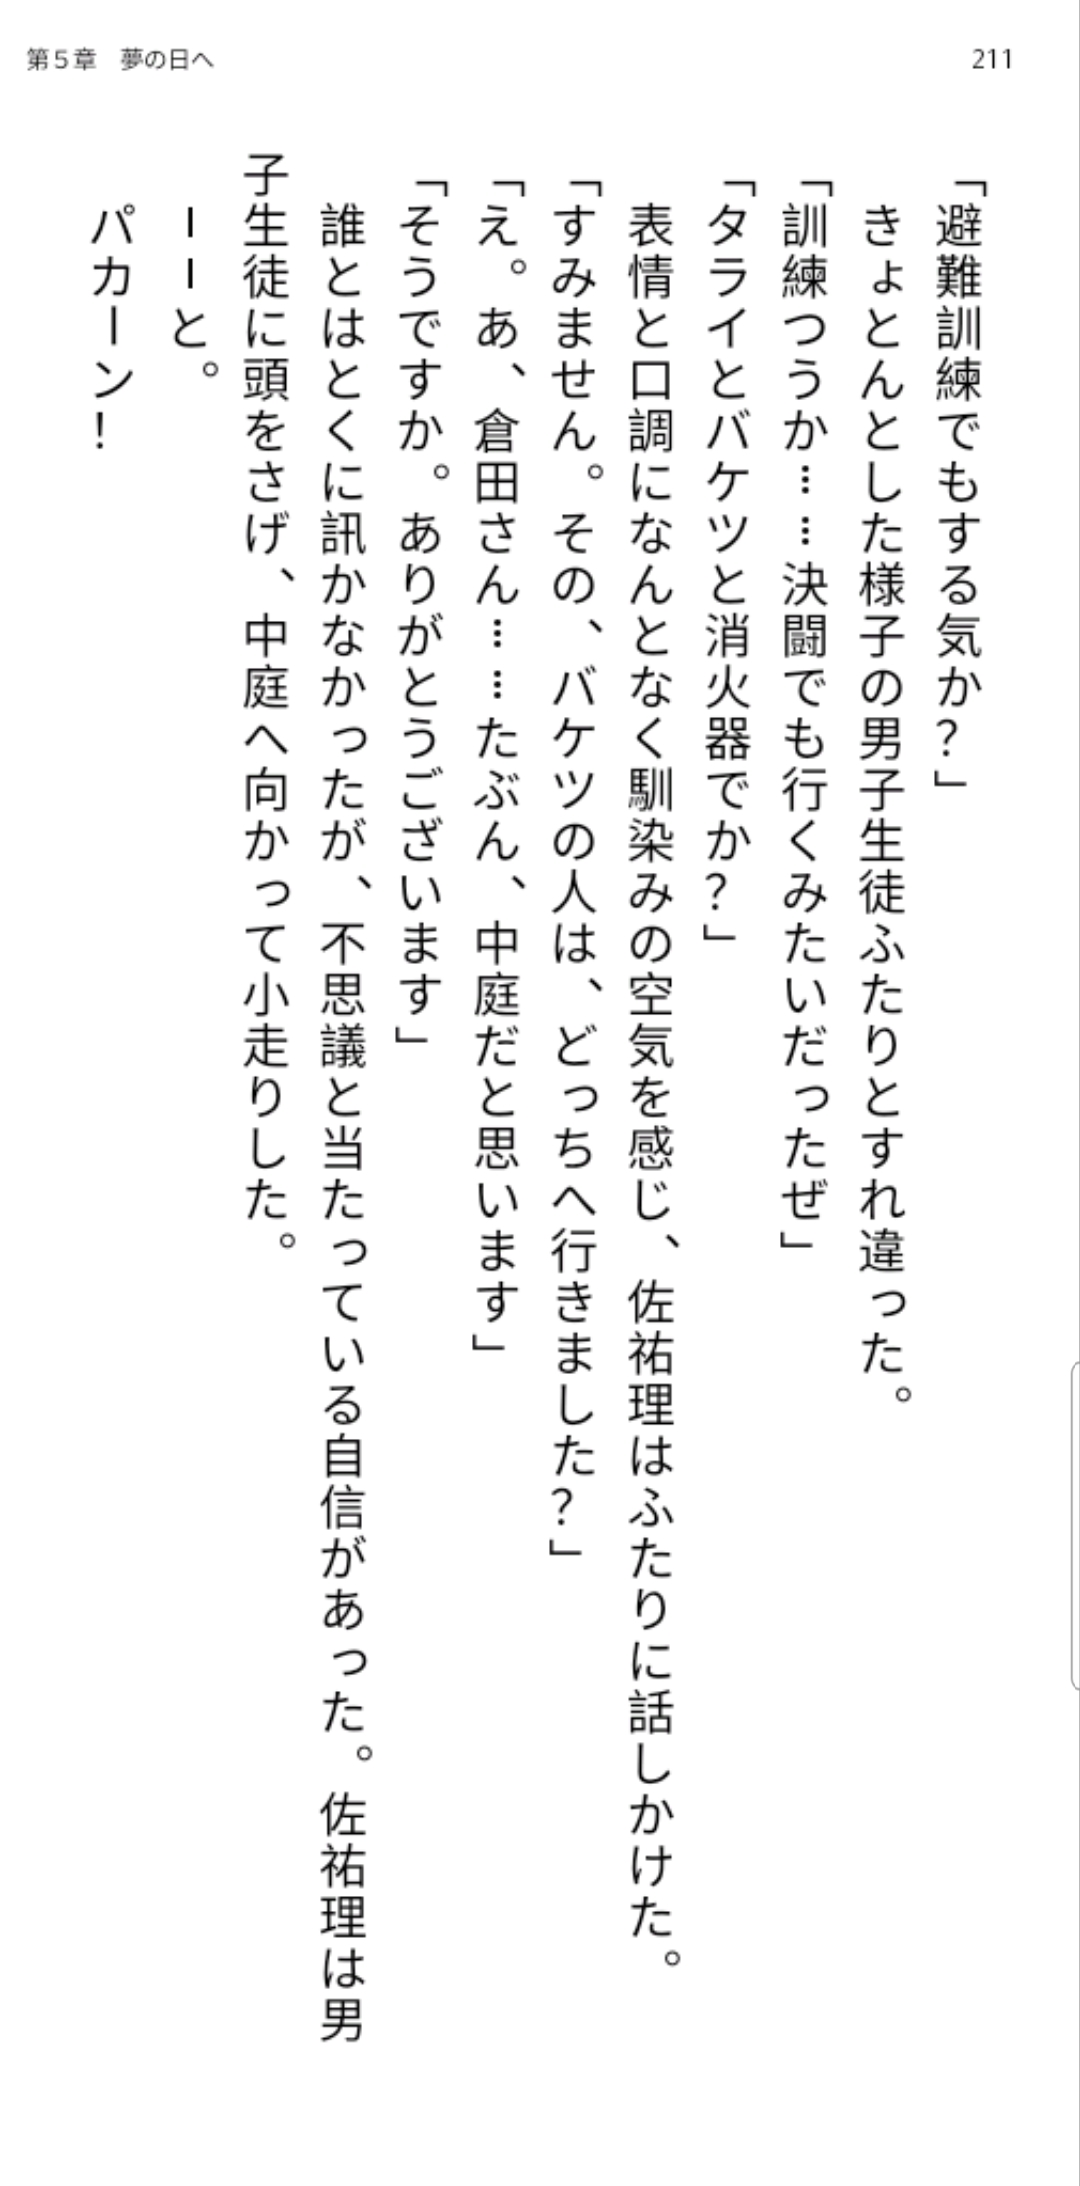 第5章　夢の日へ
211
「避難訓練でもする気か？」
　きょとんとした様子の男子生徒ふたりとすれ違った。
「訓練つうか……決闘でも行くみたいだったぜ」
「タライとバケツと消火器でか？」
　表情と口調になんとなく馴染みの空気を感じ、佐祐理はふたりに話しかけた。
「すみません。その、バケツの人は、どっちへ行きました？」
「え。あ、倉田さん……たぶん、中庭だと思います」
「そうですか。ありがとうございます」
　誰とはとくに訊かなかったが、不思議と当たっている自信があった。佐祐理は男
子生徒に頭をさげ、中庭へ向かって小走りした。
　――と。
　パカーン！